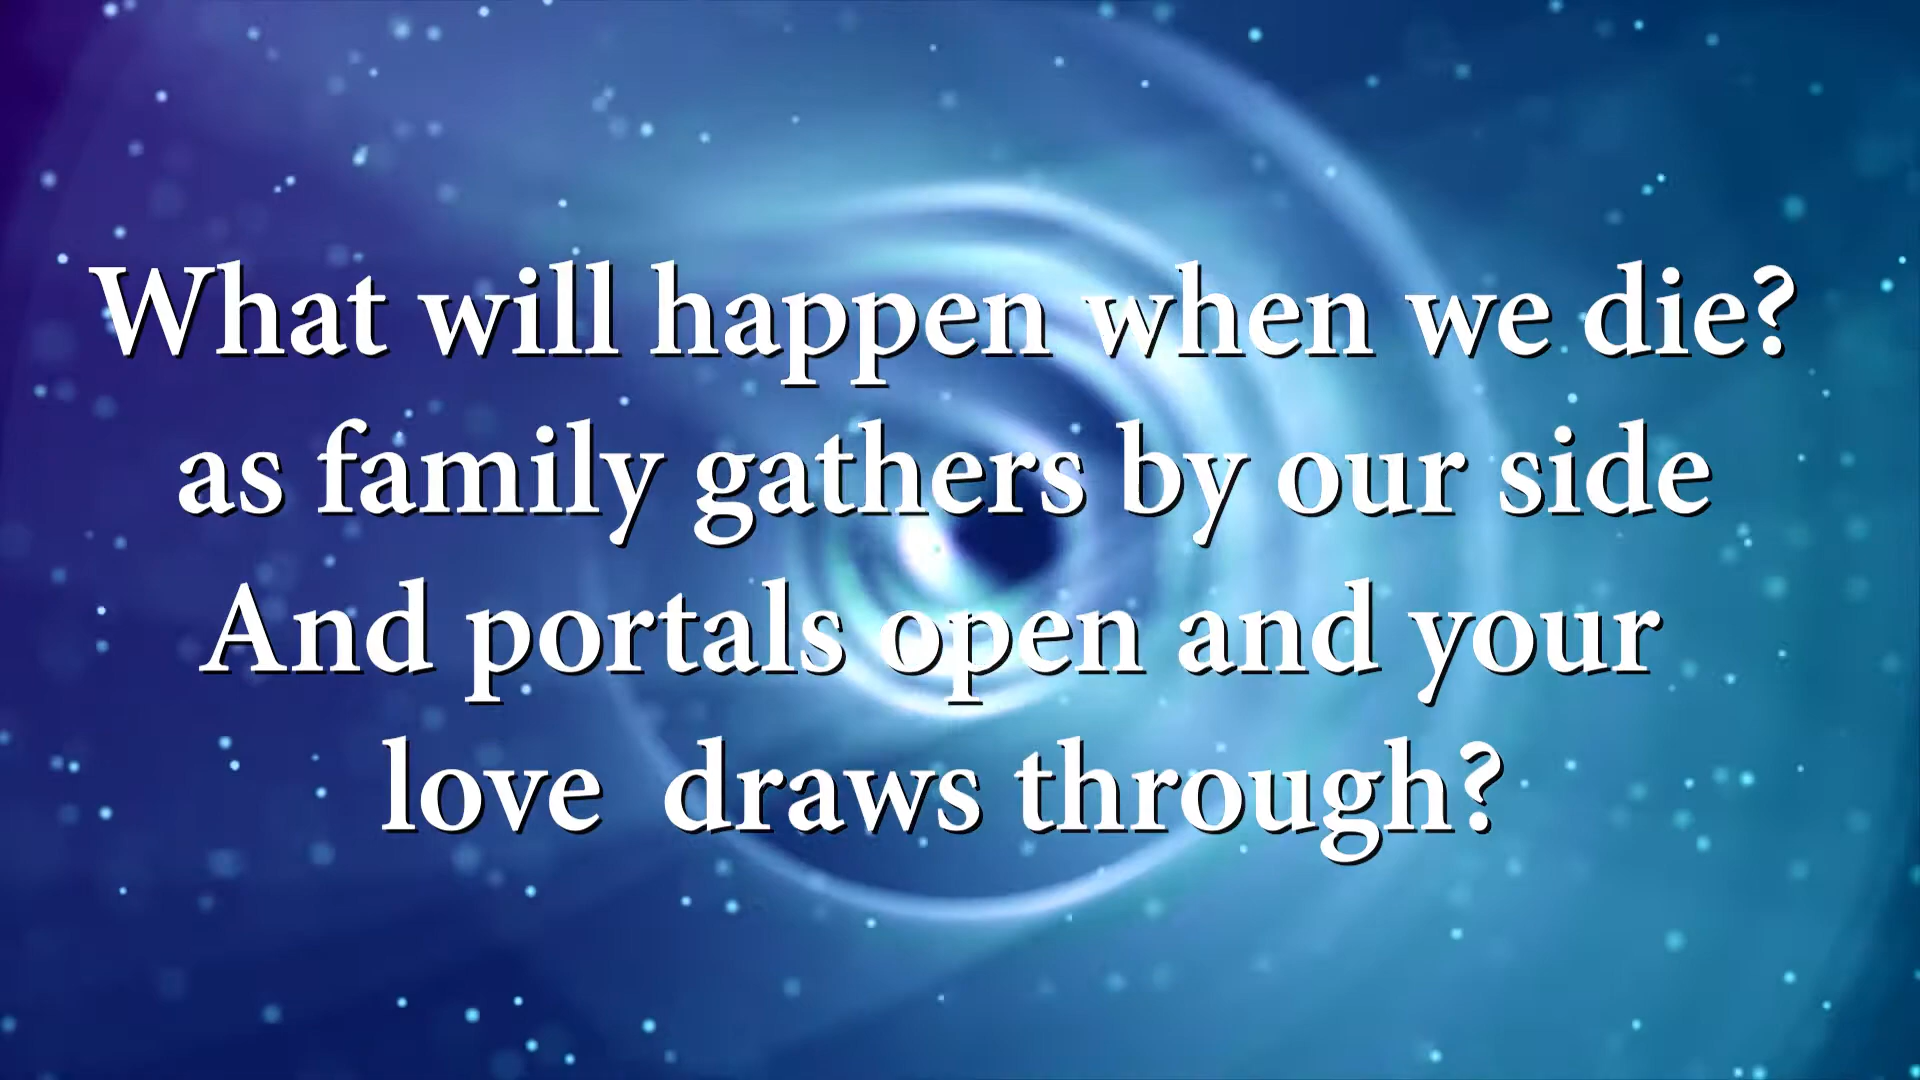 What will happen when we die?
as family gathers by our side
And portals open and your
love  draws through?